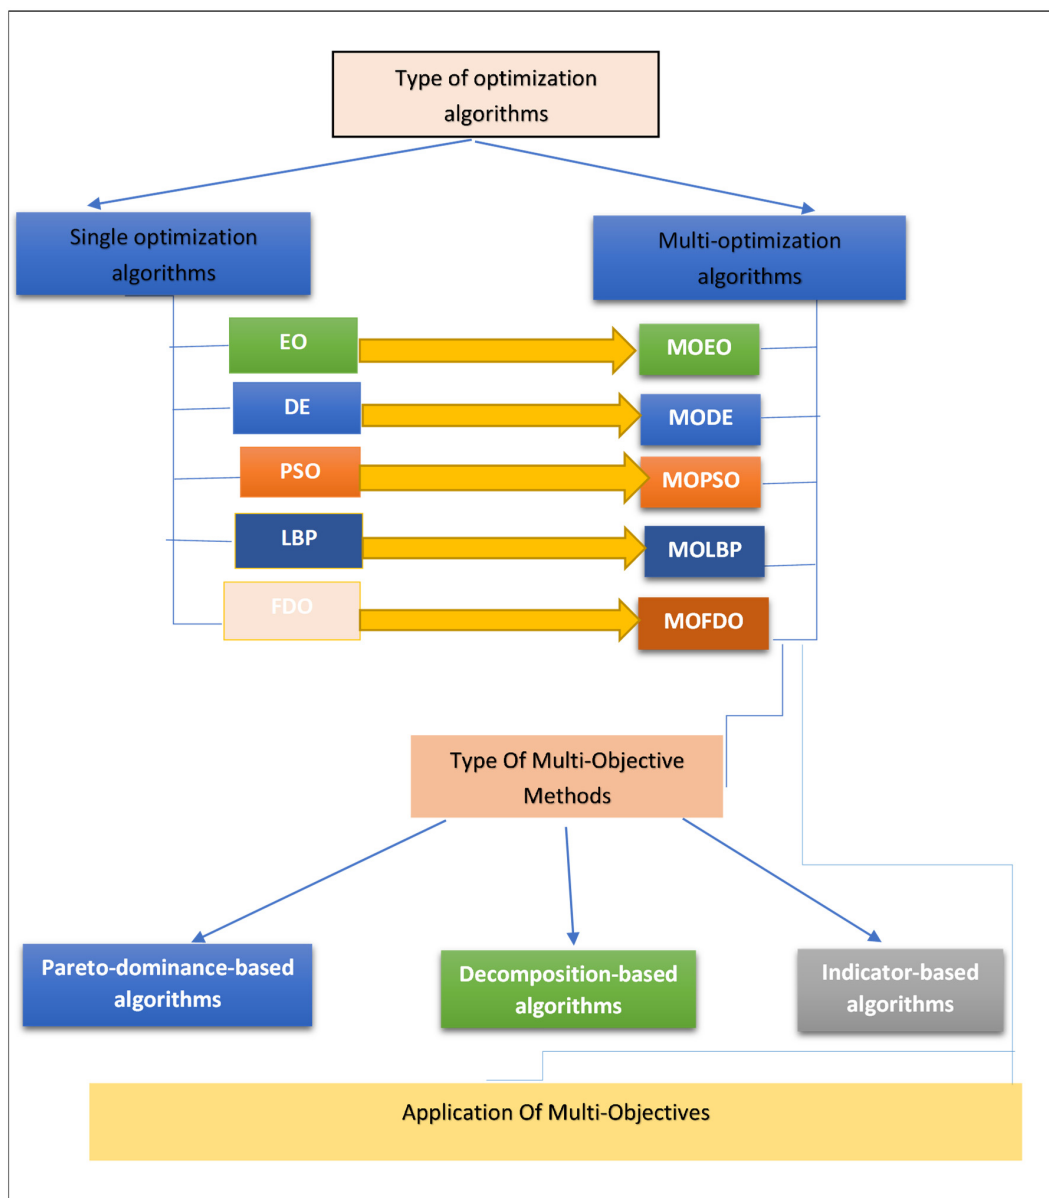 Type of optimization
algorithms
Single optimization
algorithms
Multi-optimization
algorithms
EO
MOEO
DE
MODE
PSO
MOPSO
LBP
MOLBP
FDO
MOFDO
Type Of Multi-Objective
Methods
Pareto-dominance-based
algorithms
Decomposition-based
algorithms
Indicator-based
algorithms
Application Of Multi-Objectives